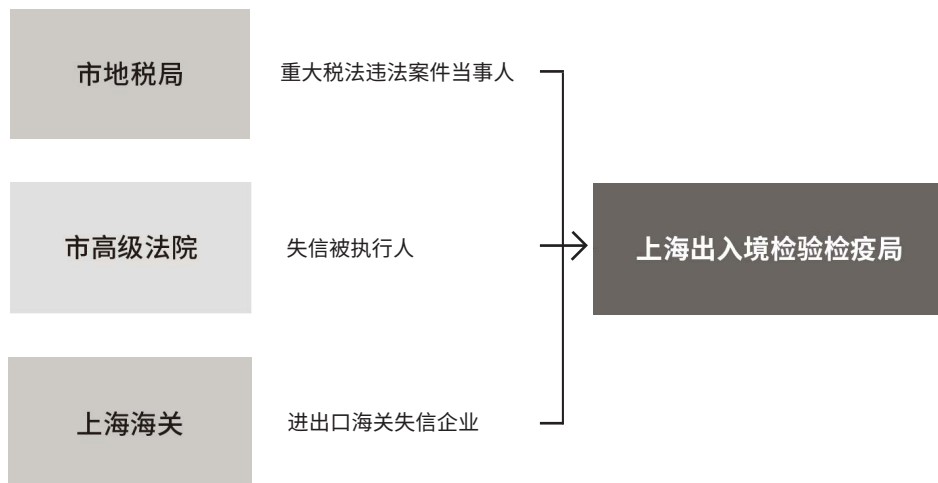 市地税局
重大税法违法案件当事人
市高级法院
失信被执行人
上海出入境检验检疫局
上海海关
进出口海关失信企业